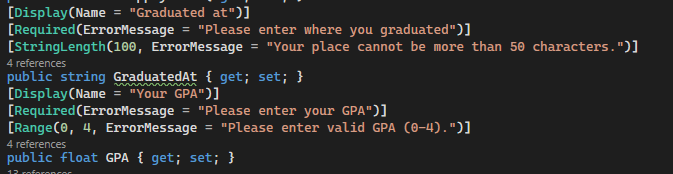 [Display(Name = "Graduated at")]
[Required(ErrorMessage = "Please enter where you graduated")]
[StringLength(100, ErrorMessage = "Your place cannot be more than 50 characters.")]
4 references
public string GraduatedAt { get; set; }
[Display(Name = "Your GPA")]
[Required(ErrorMessage = "Please enter your GPA")]
[Range(0, 4, ErrorMessage = "Please enter valid GPA (0-4).")]
4 references
public float GPA { get; set; }
13 references